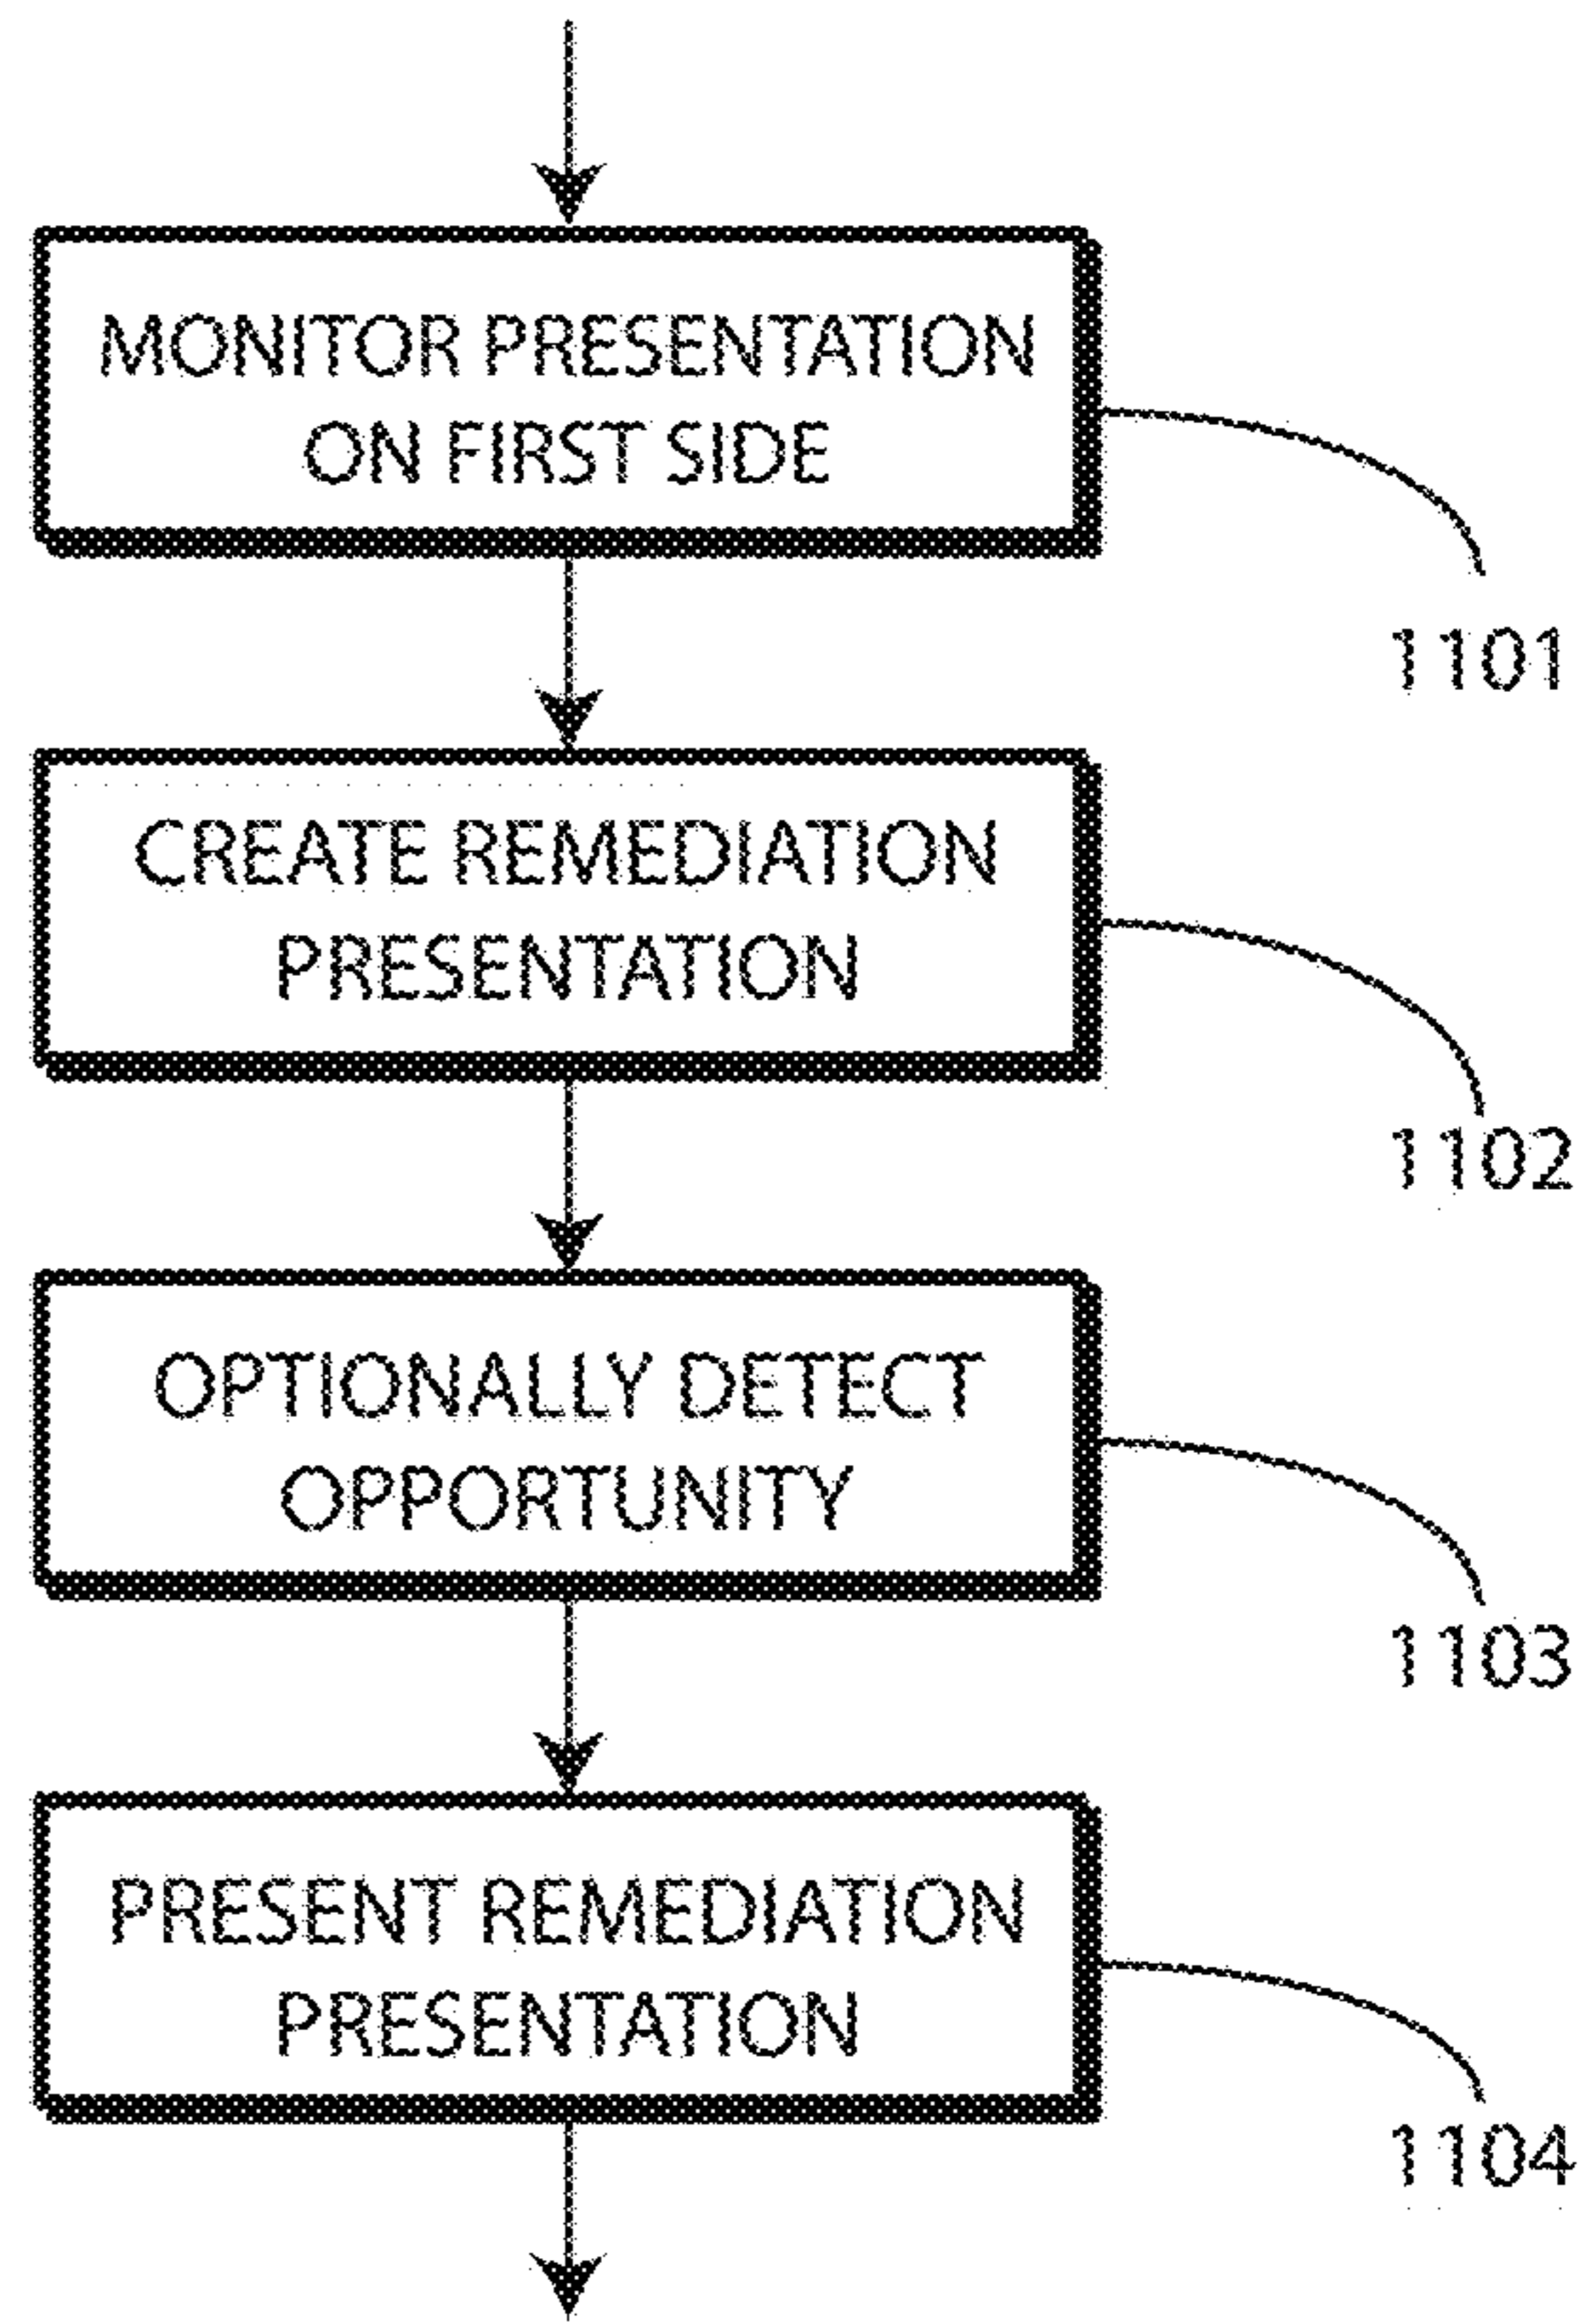 MONITOR PRESENTATION
ON FIRST SIDE
1101
CREATE REMEDIATION
PRESENTATION
1102
OPTIONALLY DETECT
OPPORTUNITY
1103
PRESENT REMEDIATION
PRESENTATION
1104